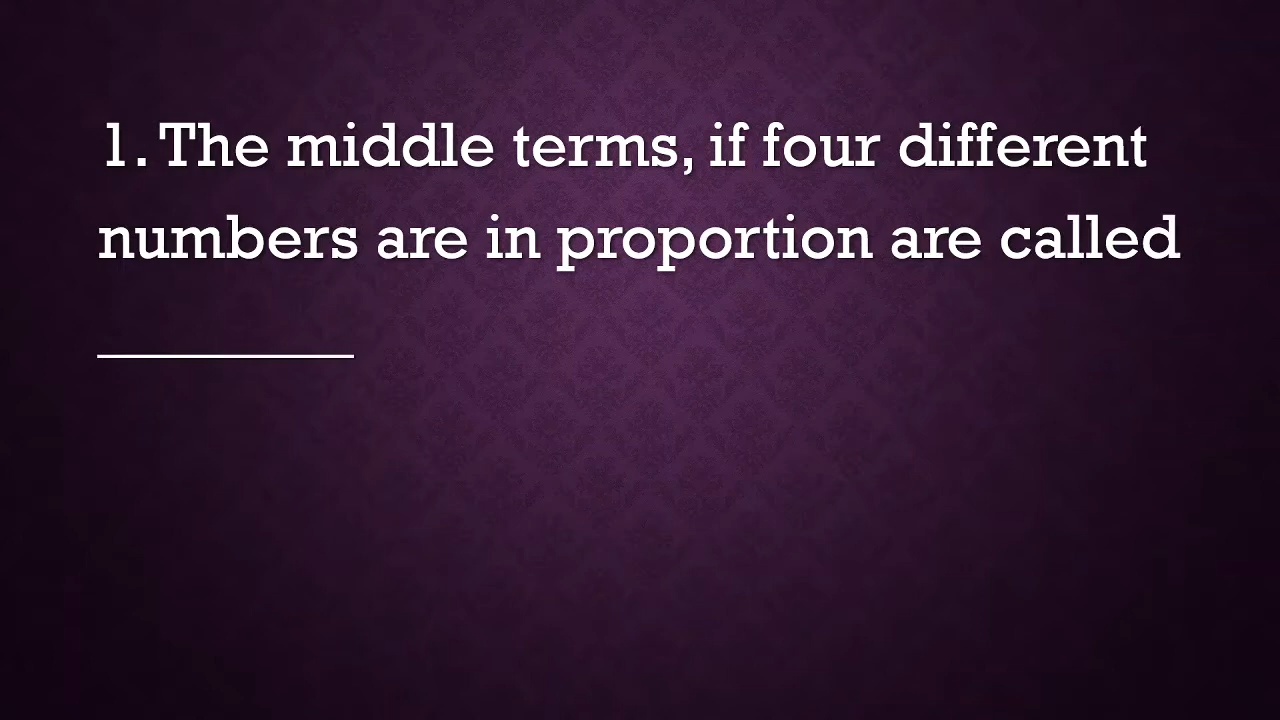 1. The middle terms, if four different
numbers are in proportion are called
__________